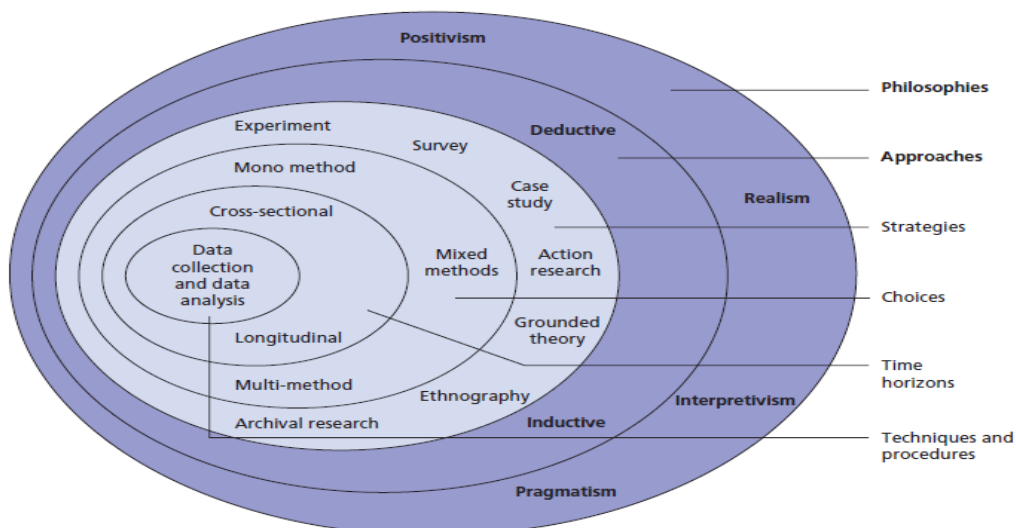 Positivism
Philosophies
Experiment
Deductive
Survey
Approaches
Mono method
Case
study
Realism
Cross-sectional
Strategies
Data
collection
and data
analysis
Mixed
methods
Action
research
Choices
Grounded
theory
Longitudinal
Time
horizons
Multi-method
Ethnography
Interpretivism
Archival research
Inductive
Techniques and
procedures
Pragmatism